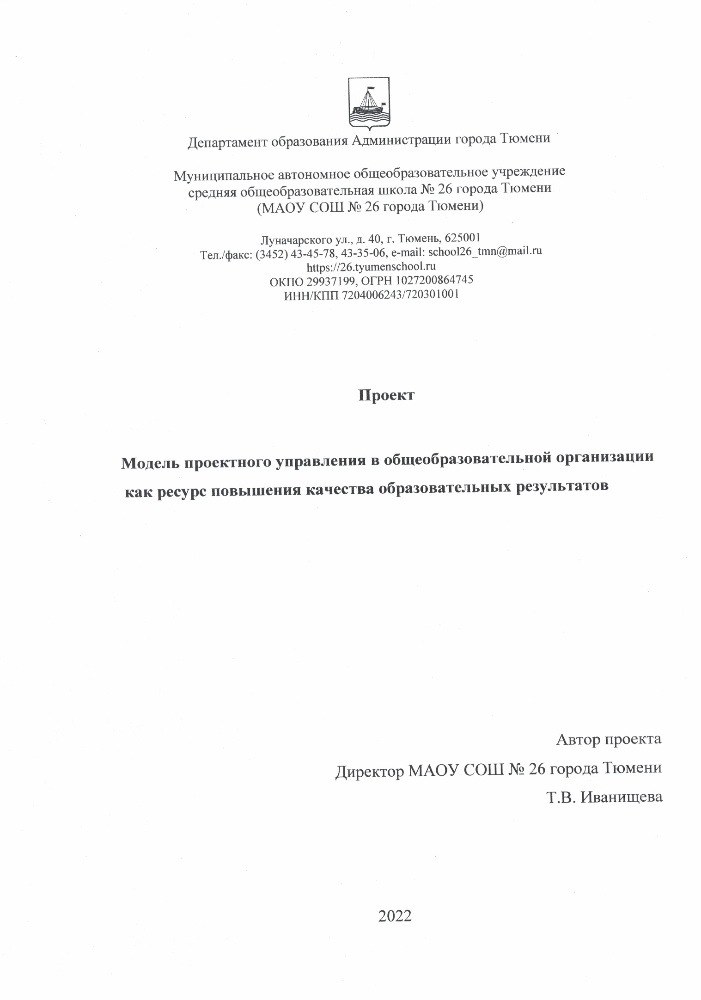 Департамент образования Администрации города Тюмени
Муниципальное автономное общеобразовательное учреждение
средняя общеобразовательная школа № 26 города Тюмени
(МАОУ СОШ № 26 города Тюмени)
Луначарского ул., д. 40, г. Тюмень, 625001
Тел./факс: (3452) 43-45-78, 43-35-06, e-mail: school26_tmn@mail.ru
https://26.tyumenschool.ru
ОКПО 29937199, ОГРН 1027200864745
ИНН/КПП 7204006243/720301001
Проект
Модель проектного управления в общеобразовательной организации
как ресурс повышения качества образовательных результатов
Автор проекта
Директор МАОУ СОШ № 26 города Тюмени
Т.В. Иванищева
2022